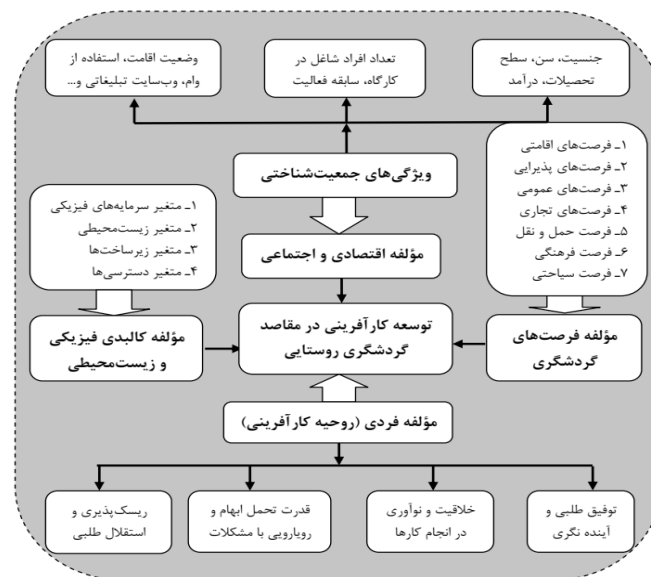 جنسیت، سن، سطح
تحصیلات، درآمد
تعداد افراد شاغل در
کارگاه، سابقه فعالیت
وضعیت اقامت، استفاده از
وام، وب‌سایت تبلیغاتی و...
ویژگی‌های جمعیت‌شناختی
۱ـ فرصت‌های اقامتی
۲ـ فرصت‌های پذیرایی
۳ـ فرصت‌های عمومی
۴ـ فرصت‌های تجاری
۵ـ فرصت حمل و نقل
۶ـ فرصت فرهنگی
۷ـ فرصت سیاحتی
۱ـ متغیر سرمایه‌های فیزیکی
۲ـ متغیر زیست‌محیطی
۳ـ متغیر زیرساخت‌ها
۴ـ متغیر دسترسی‌ها
مؤلفه اقتصادی و اجتماعی
مؤلفه فرصت‌های
گردشگری
توسعه کارآفرینی در مقاصد
گردشگری روستایی
مؤلفه کالبدی فیزیکی
و زیست‌محیطی
مؤلفه فردی (روحیه کارآفرینی)
توفیق طلبی و
آینده نگری
خلاقیت و نوآوری
در انجام کارها
قدرت تحمل ابهام و
رویارویی با مشکلات
ریسک‌پذیری و
استقلال طلبی